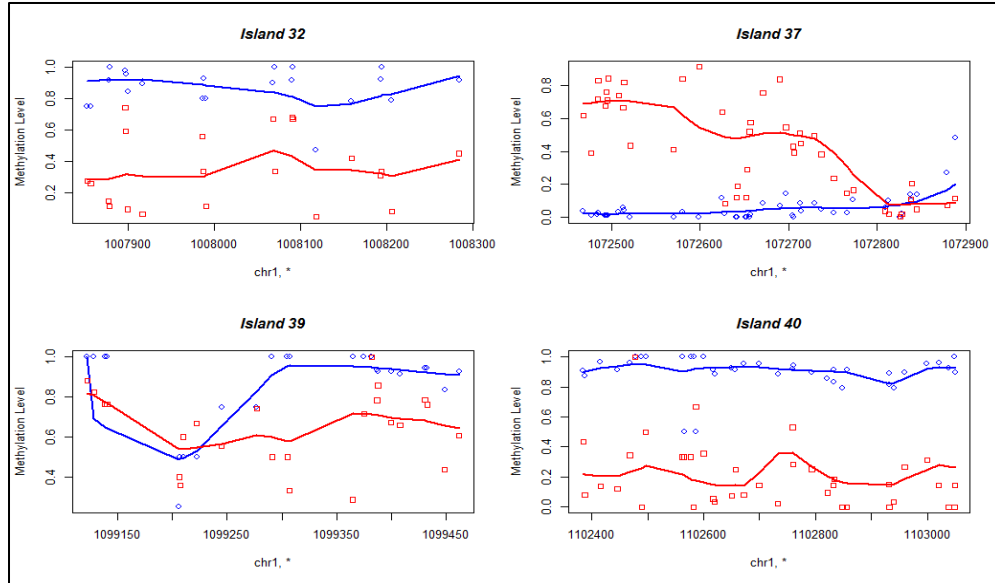 Island 32
Island 37
Methylation Level
1.0
0.8
0.6
0.4
0.2
1007900 1008000 1008100 1008200 1008300
chr1, *
Methylation Level
0.8
0.6
0.4
0.2
0.0
1072500 1072600 1072700 1072800 1072900
chr1, *
Island 39
Island 40
Methylation Level
1.0
0.8
0.6
0.4
1099150 1099250 1099350 1099450
chr1, *
Methylation Level
1.0
0.8
0.6
0.4
0.2
0.0
1102400 1102600 1102800 1103000
chr1, *